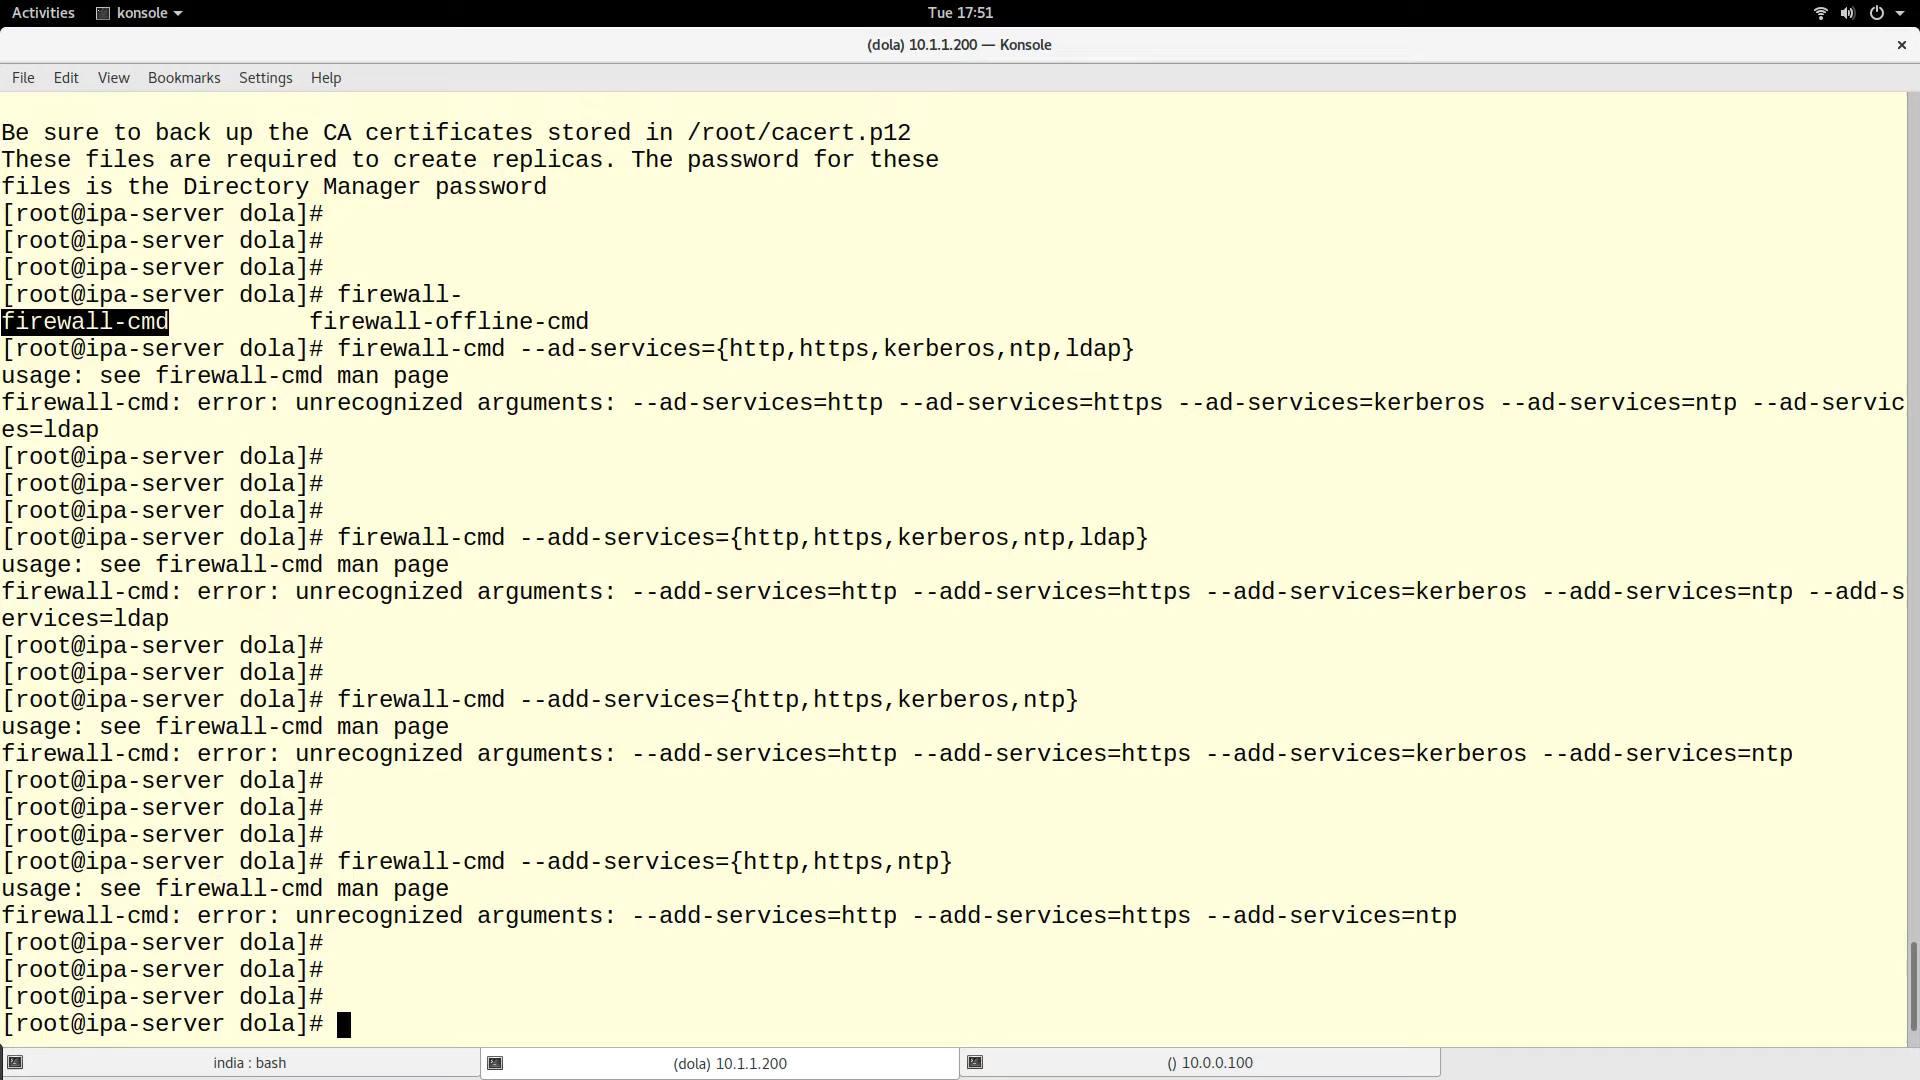 Activities konsole Tue 17:51
(dola) 10.1.1.200 — Konsole ×
File Edit View Bookmarks Settings Help
Be sure to back up the CA certificates stored in /root/cacert.p12
These files are required to create replicas. The password for these
files is the Directory Manager password
[root@ipa-server dola]#
[root@ipa-server dola]#
[root@ipa-server dola]#
[root@ipa-server dola]# firewall-
firewall-cmd firewall-offline-cmd
[root@ipa-server dola]# firewall-cmd --ad-services={http,https,kerberos,ntp,ldap}
usage: see firewall-cmd man page
firewall-cmd: error: unrecognized arguments: --ad-services=http --ad-services=https --ad-services=kerberos --ad-services=ntp --ad-servic
es=ldap
[root@ipa-server dola]#
[root@ipa-server dola]#
[root@ipa-server dola]#
[root@ipa-server dola]# firewall-cmd --add-services={http,https,kerberos,ntp,ldap}
usage: see firewall-cmd man page
firewall-cmd: error: unrecognized arguments: --add-services=http --add-services=https --add-services=kerberos --add-services=ntp --add-s
ervices=ldap
[root@ipa-server dola]#
[root@ipa-server dola]#
[root@ipa-server dola]# firewall-cmd --add-services={http,https,kerberos,ntp}
usage: see firewall-cmd man page
firewall-cmd: error: unrecognized arguments: --add-services=http --add-services=https --add-services=kerberos --add-services=ntp
[root@ipa-server dola]#
[root@ipa-server dola]#
[root@ipa-server dola]#
[root@ipa-server dola]# firewall-cmd --add-services={http,https,ntp}
usage: see firewall-cmd man page
firewall-cmd: error: unrecognized arguments: --add-services=http --add-services=https --add-services=ntp
[root@ipa-server dola]#
[root@ipa-server dola]#
[root@ipa-server dola]#
[root@ipa-server dola]#
india : bash (dola) 10.1.1.200 () 10.0.0.100